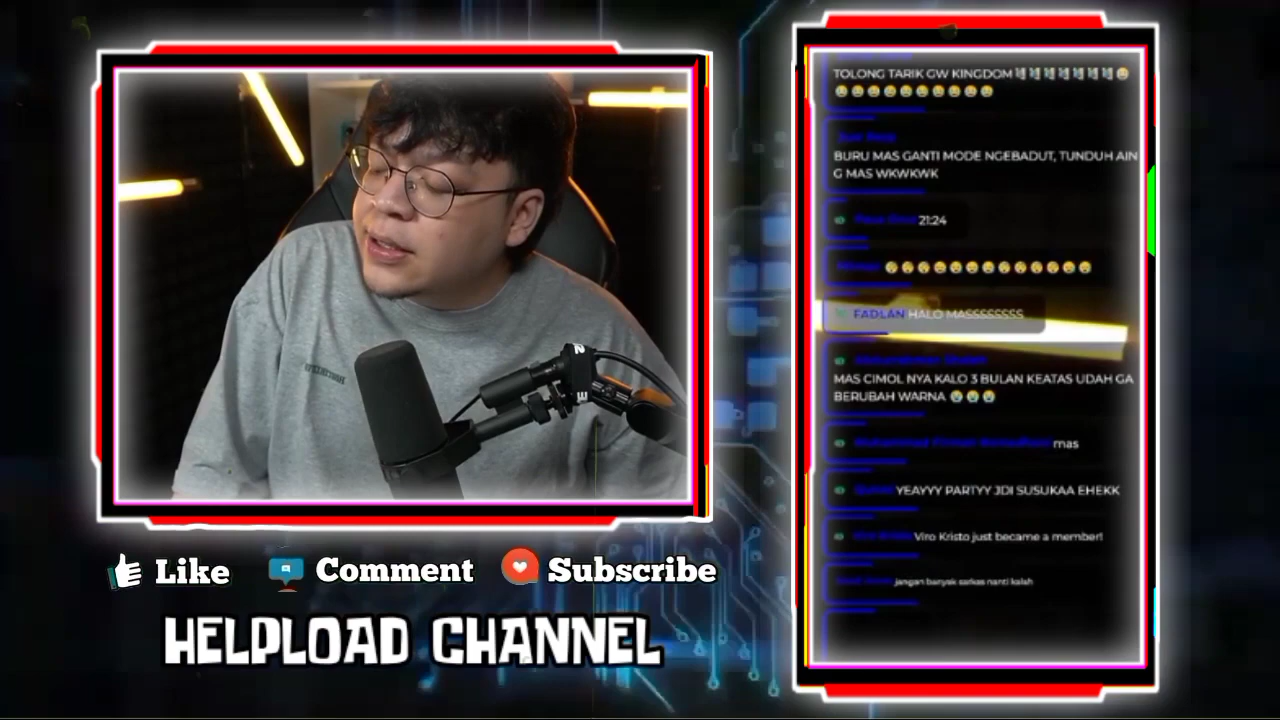 TOLONG TARIK GW KINGDOM
BURU MAS GANTI MODE NGEBADUT, TUNDUH AIN
G MAS WKWKWK
21:24
FADLAN HALO MASSSSSSSS
MAS CIMOL NYA KALO 3 BULAN KEATAS UDAH GA
BERUBAH WARNA 😭😭😭
mas
YEAYYY PARTYY JDI SUSUKAA EHEKK
Viro Kristo just became a member!
jangan banyak sarkas nanti kalah
Like
Comment
Subscribe
HELPLOAD CHANNEL